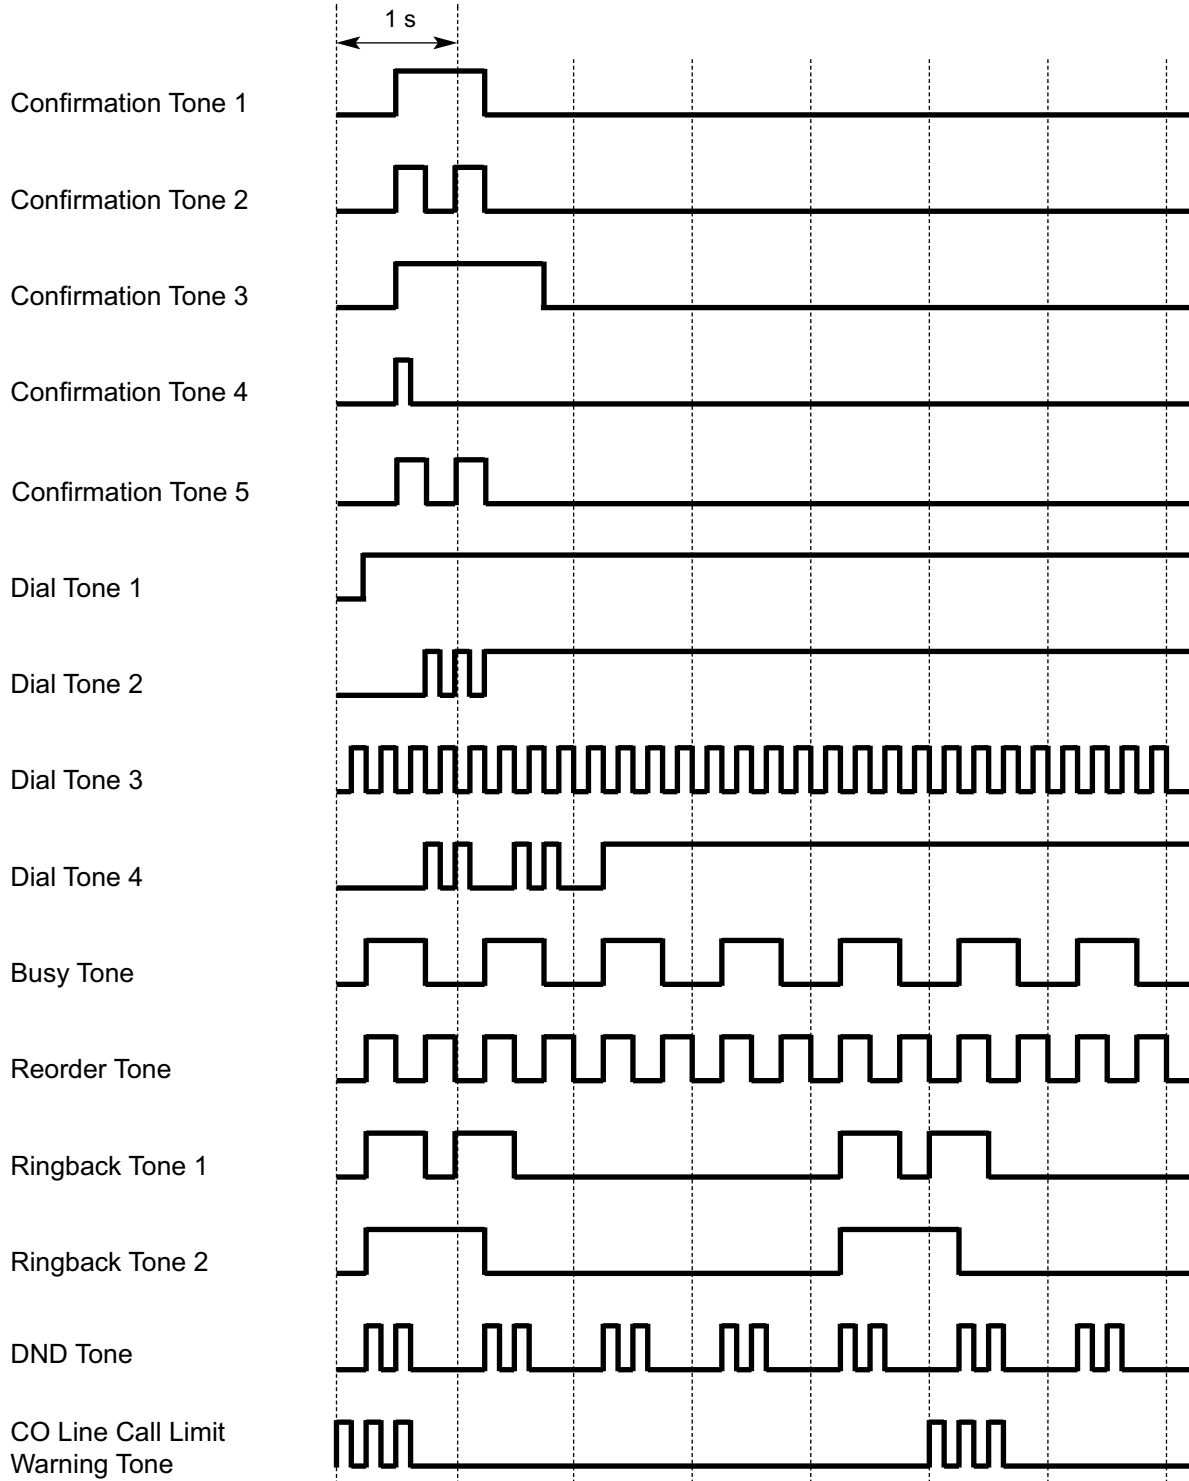 1 s
Confirmation Tone 1
Confirmation Tone 2
Confirmation Tone 3
Confirmation Tone 4
Confirmation Tone 5
Dial Tone 1
Dial Tone 2
Dial Tone 3
Dial Tone 4
Busy Tone
Reorder Tone
Ringback Tone 1
Ringback Tone 2
DND Tone
CO Line Call Limit
Warning Tone